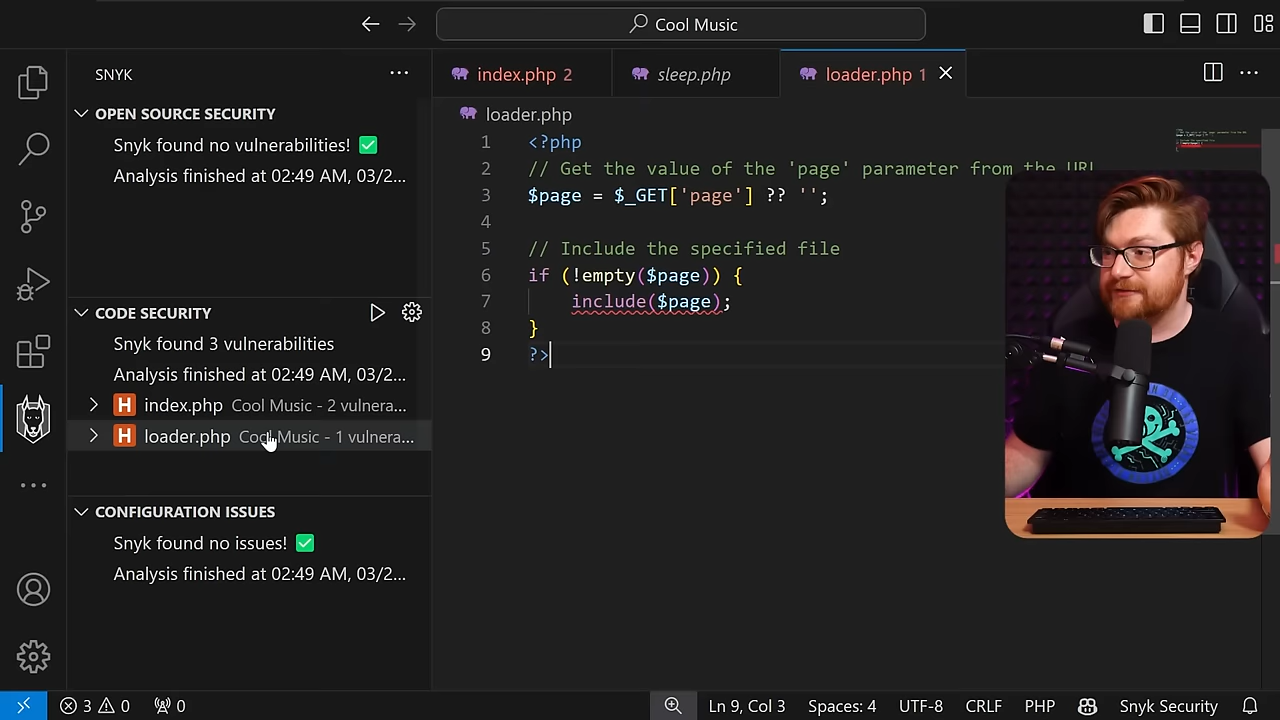 Cool Music
SNYK
OPEN SOURCE SECURITY
Snyk found no vulnerabilities!
Analysis finished at 02:49 AM, 03/2...
CODE SECURITY
Snyk found 3 vulnerabilities
Analysis finished at 02:49 AM, 03/2...
H index.php Cool Music - 2 vulnera...
H loader.php Cool Music - 1 vulnera...
CONFIGURATION ISSUES
Snyk found no issues!
Analysis finished at 02:49 AM, 03/2...
index.php 2
sleep.php
loader.php 1
loader.php
1 <?php
2 // Get the value of the 'page' parameter from the URL
3 $page = $_GET['page'] ?? '';
4
5 // Include the specified file
6 if (!empty($page)) {
7 include($page);
8 }
9 ?>
3 0 0
Ln 9, Col 3 Spaces: 4 UTF-8 CRLF PHP Snyk Security